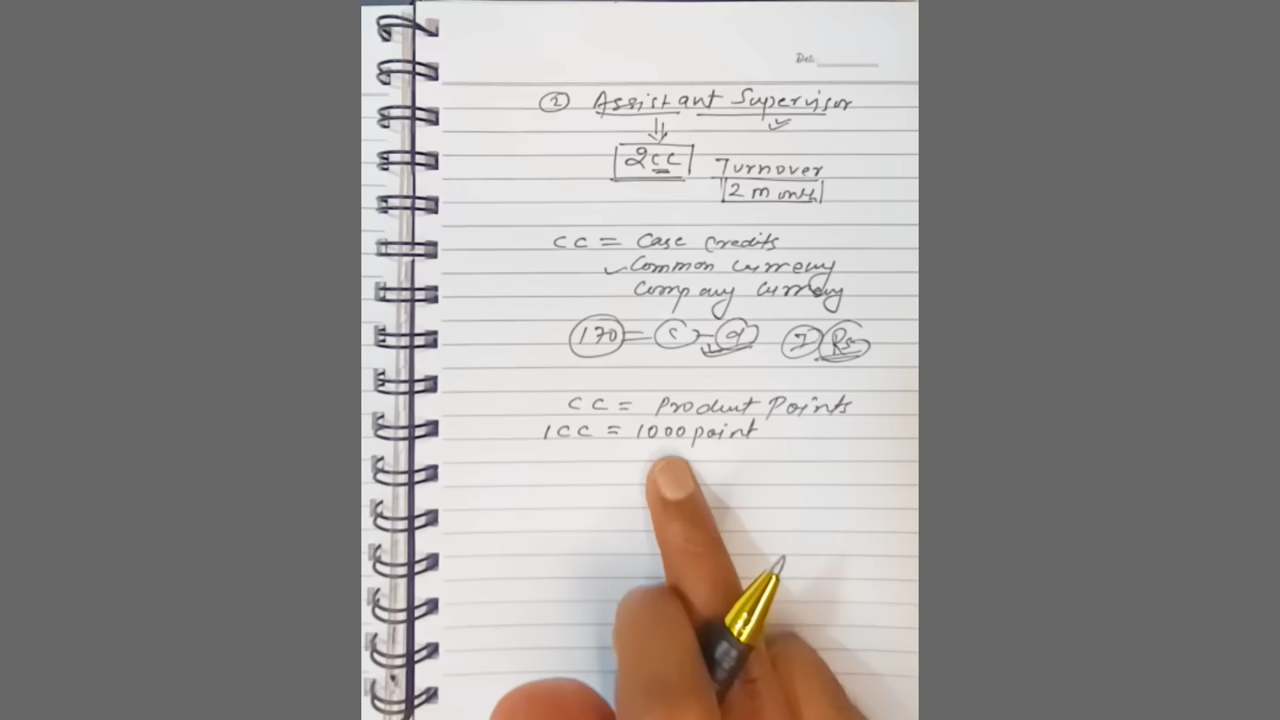 Date
② Assistant Supervisor
2cc Turnover
2 month
CC = Case Credits
Common Currency
Company Currency
170 = C - d I Rs
CC = Product Points
1CC = 1000 point